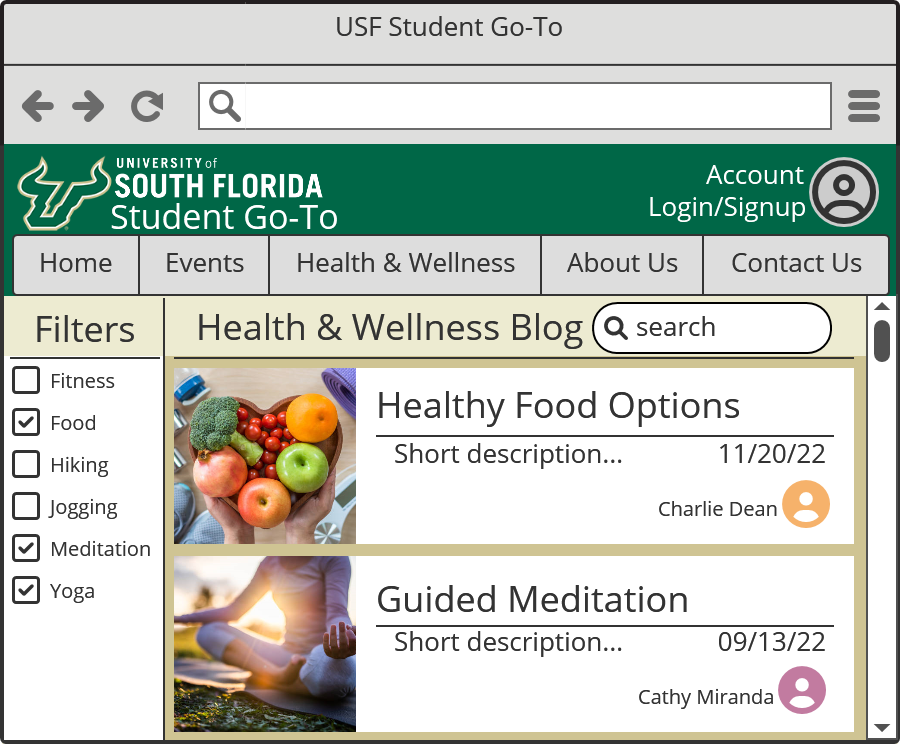 USF Student Go-To
UNIVERSITY of
SOUTH FLORIDA
Student Go-To
Account
Login/Signup
Home
Events
Health & Wellness
About Us
Contact Us
Filters
Fitness
Food
Hiking
Jogging
Meditation
Yoga
Health & Wellness Blog
search
Healthy Food Options
Short description... 11/20/22
Charlie Dean
Guided Meditation
Short description... 09/13/22
Cathy Miranda